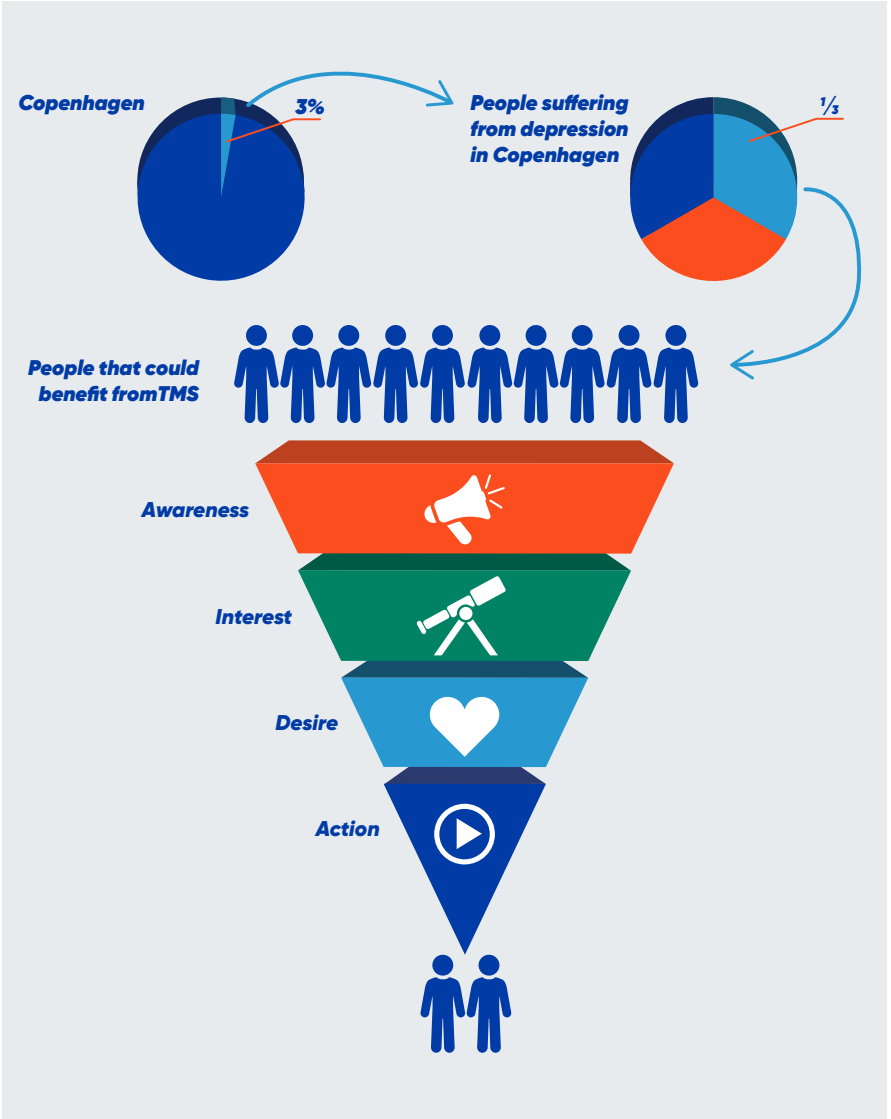 Copenhagen
3%
People suffering
from depression
in Copenhagen
⅓
People that could
benefit fromTMS
Awareness
Interest
Desire
Action